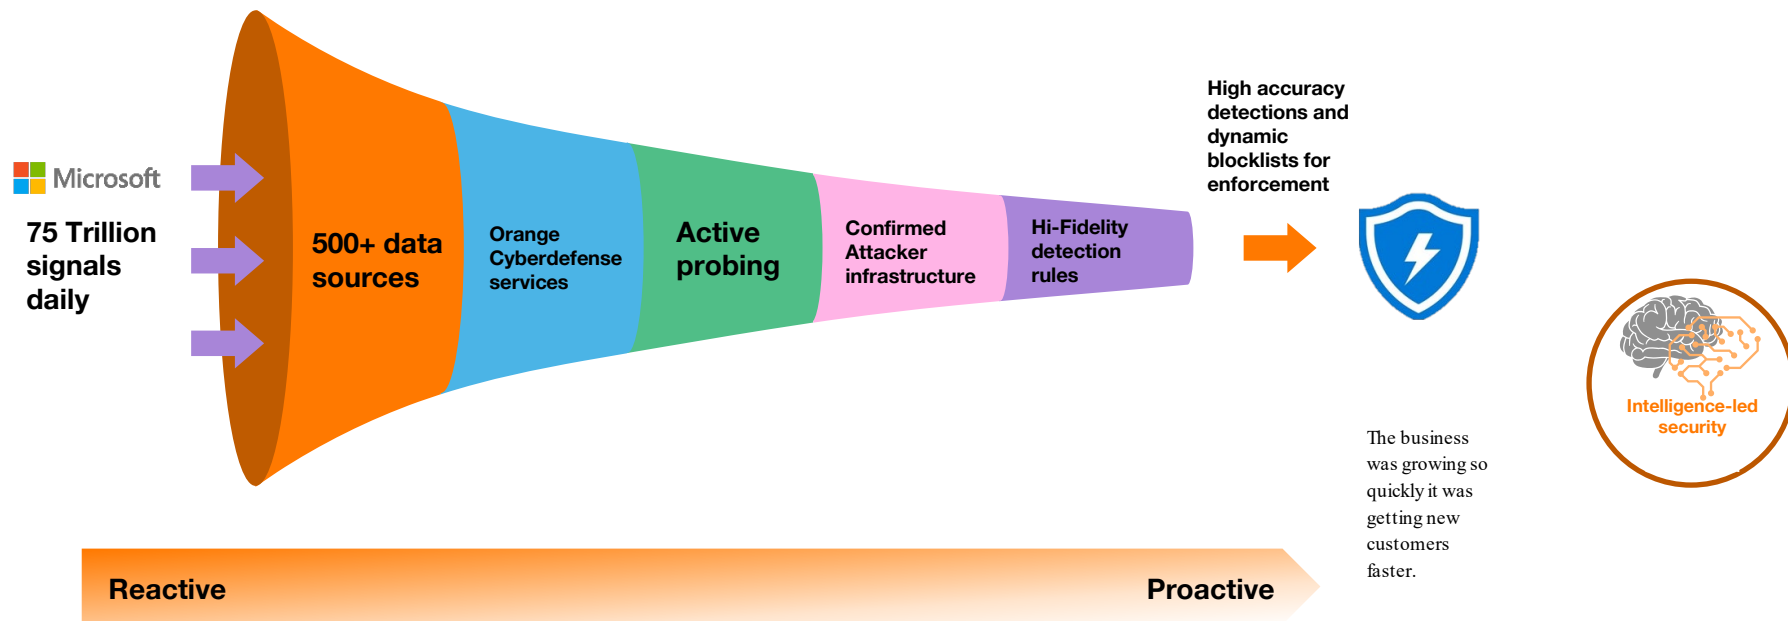 Microsoft
75 Trillion
signals
daily
500+ data
sources
Orange
Cyberdefense
services
Active
probing
Confirmed
Attacker
infrastructure
Hi-Fidelity
detection
rules
High accuracy
detections and
dynamic
blocklists for
enforcement
Intelligence-led
security
The business
was growing so
quickly it was
getting new
customers
faster.
Reactive
Proactive